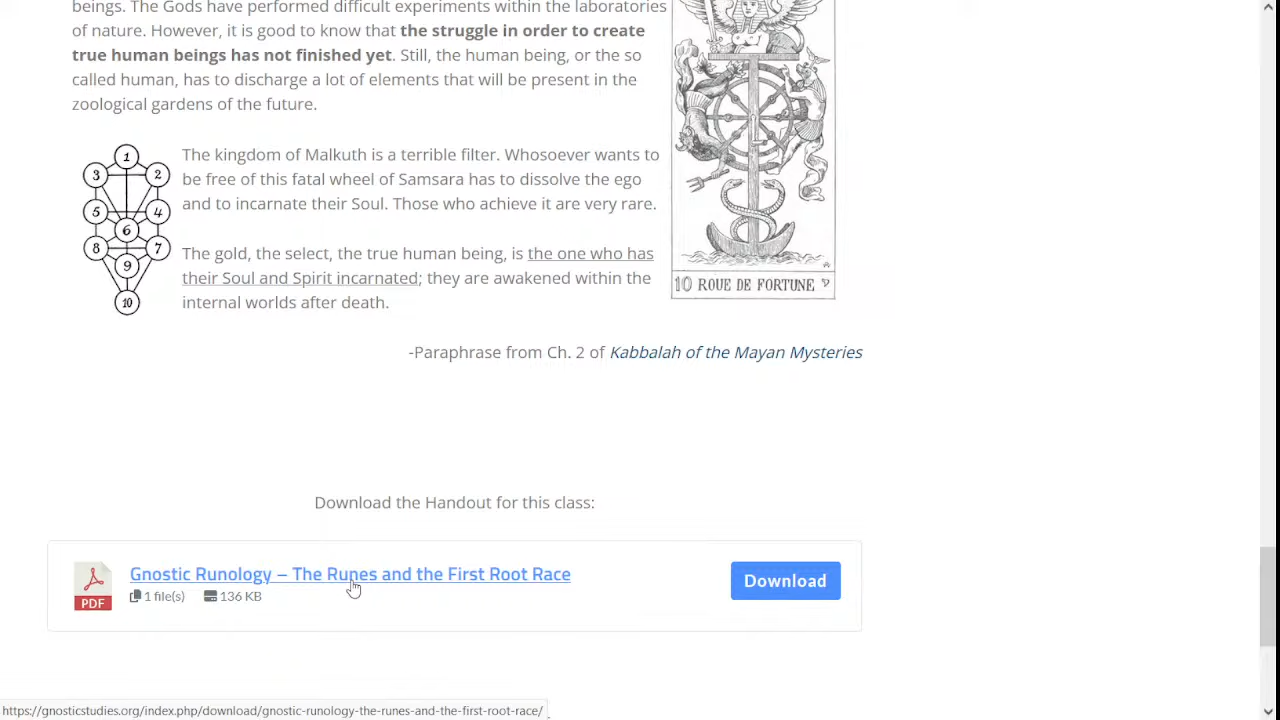 beings. The Gods have performed difficult experiments within the laboratories
of nature. However, it is good to know that the struggle in order to create
true human beings has not finished yet. Still, the human being, or the so
called human, has to discharge a lot of elements that will be present in the
zoological gardens of the future.
1
3 2
5 4
6
8 7
9
10
The kingdom of Malkuth is a terrible filter. Whosoever wants to
be free of this fatal wheel of Samsara has to dissolve the ego
and to incarnate their Soul. Those who achieve it are very rare.
The gold, the select, the true human being, is the one who has
their Soul and Spirit incarnated; they are awakened within the
internal worlds after death.
10 ROUE DE FORTUNE
-Paraphrase from Ch. 2 of Kabbalah of the Mayan Mysteries
Download the Handout for this class:
PDF
Gnostic Runology – The Runes and the First Root Race
1 file(s) 136 KB
Download
https://gnosticstudies.org/index.php/download/gnostic-runology-the-runes-and-the-first-root-race/